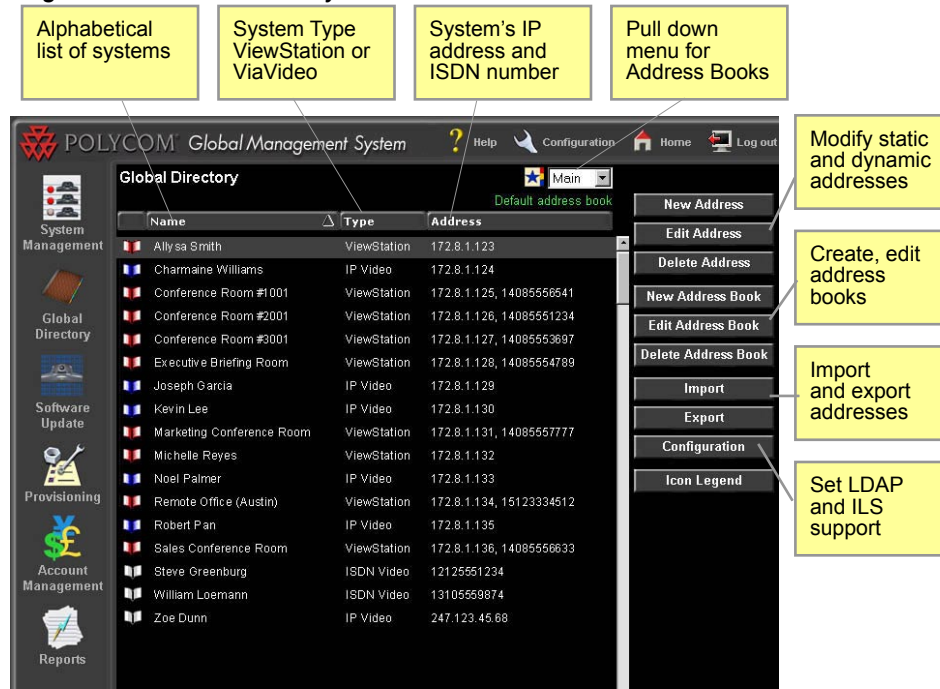 Alphabetical
list of systems
System Type
ViewStation or
ViaVideo
System's IP
address and
ISDN number
Pull down
menu for
Address Books
POLYCOM Global Management System
? Help
Configuration
Home
Log out
Global Directory
Main
Default address book
Name Type Address
Allysa Smith ViewStation 172.8.1.123
Charmaine Williams IP Video 172.8.1.124
Conference Room #1001 ViewStation 172.8.1.125, 14085556541
Conference Room #2001 ViewStation 172.8.1.126, 14085551234
Conference Room #3001 ViewStation 172.8.1.127, 14085553697
Executive Briefing Room ViewStation 172.8.1.128, 14085554789
Joseph Garcia IP Video 172.8.1.129
Kevin Lee IP Video 172.8.1.130
Marketing Conference Room ViewStation 172.8.1.131, 14085557777
Michelle Reyes ViewStation 172.8.1.132
Noel Palmer IP Video 172.8.1.133
Remote Office (Austin) ViewStation 172.8.1.134, 15123334512
Robert Pan IP Video 172.8.1.135
Sales Conference Room ViewStation 172.8.1.136, 14085556633
Steve Greenburg ISDN Video 12125551234
William Loemann ISDN Video 13105559874
Zoe Dunn IP Video 247.123.45.68
System
Management
Global
Directory
Software
Update
Provisioning
Account
Management
Reports
New Address
Edit Address
Delete Address
New Address Book
Edit Address Book
Delete Address Book
Import
Export
Configuration
Icon Legend
Modify static
and dynamic
addresses
Create, edit
address
books
Import
and export
addresses
Set LDAP
and ILS
support